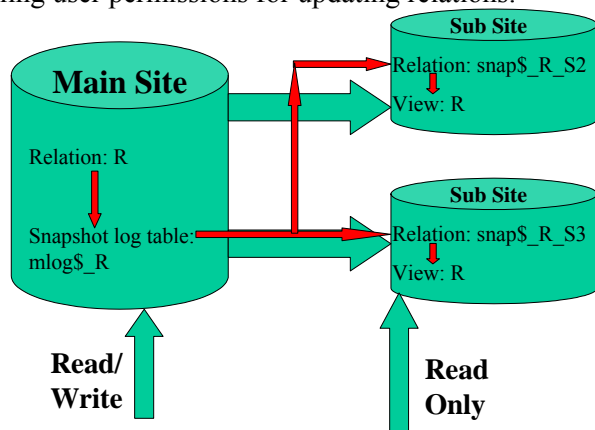 ing user permissions for updating relations.
Main Site
Relation: R
Snapshot log table:
mlog$_R
Sub Site
Relation: snap$_R_S2
View: R
Sub Site
Relation: snap$_R_S3
View: R
Read/
Write
Read
Only